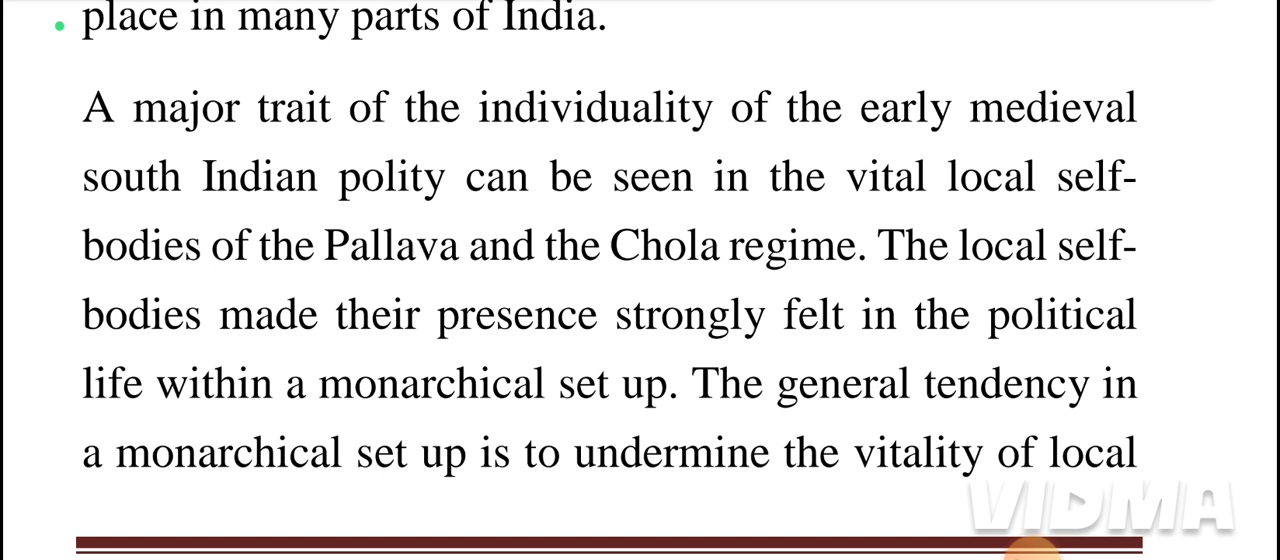 place in many parts of India.
A major trait of the individuality of the early medieval
south Indian polity can be seen in the vital local self-
bodies of the Pallava and the Chola regime. The local self-
bodies made their presence strongly felt in the political
life within a monarchical set up. The general tendency in
a monarchical set up is to undermine the vitality of local
VIDMA